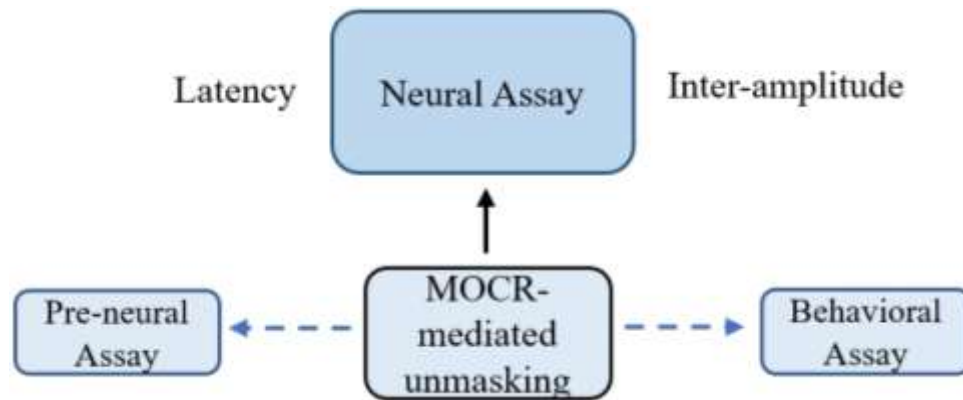 Latency
Neural Assay
Inter-amplitude
Pre-neural
Assay
MOCR-
mediated
unmasking
Behavioral
Assay